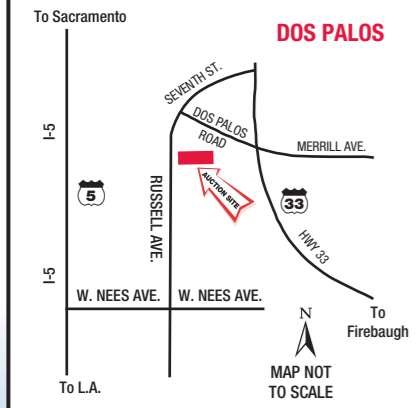 To Sacramento
DOS PALOS
SEVENTH ST.
DOS PALOS
ROAD
MERRILL AVE.
I-5
AUCTION SITE
5
33
RUSSELL AVE.
HWY 33
I-5
W. NEES AVE.
W. NEES AVE.
N
To
Firebaugh
MAP NOT
TO SCALE
To L.A.